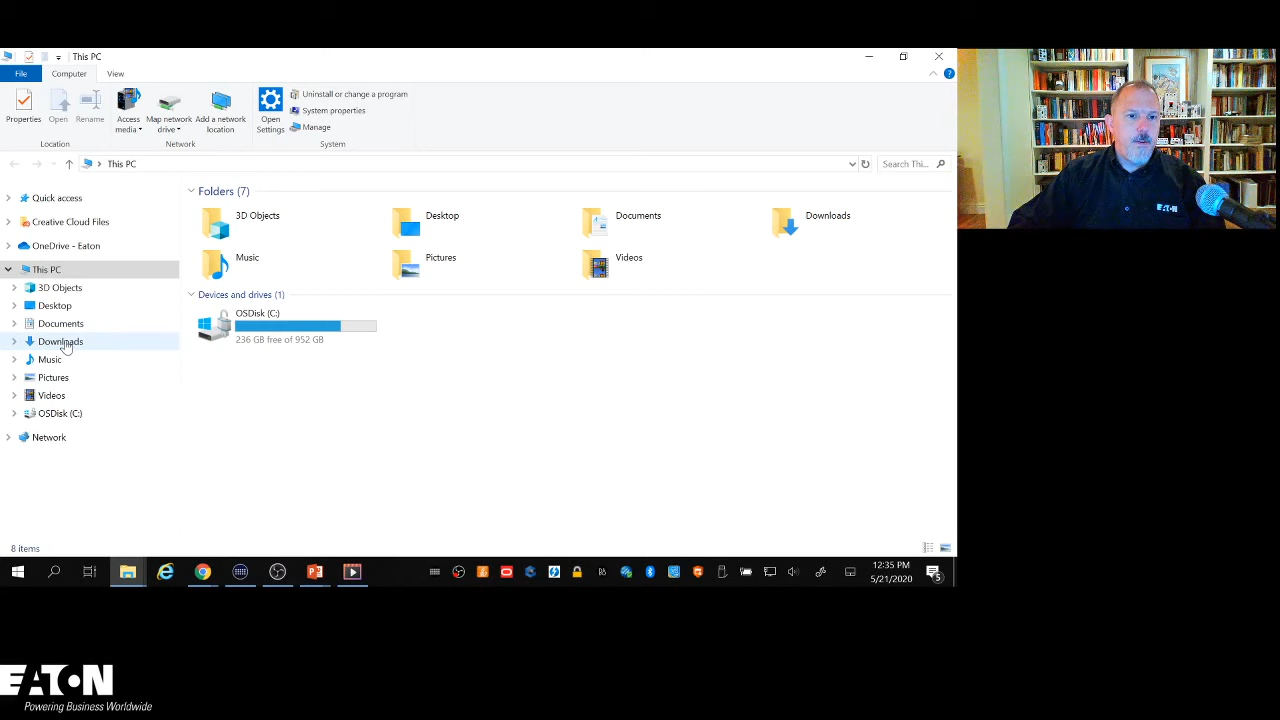 This PC
File
Computer
View
Properties
Open
Rename
Access
media
Map network
drive
Add a network
location
Open
Settings
Uninstall or change a program
System properties
Manage
Location
Network
System
This PC
Search Thi...
Quick access
Creative Cloud Files
OneDrive - Eaton
This PC
3D Objects
Desktop
Documents
Downloads
Music
Pictures
Videos
OSDisk (C:)
Network
Folders (7)
3D Objects
Desktop
Documents
Downloads
Music
Pictures
Videos
Devices and drives (1)
OSDisk (C:)
236 GB free of 952 GB
8 items
12:35 PM
5/21/2020
5
EATON
EATON
Powering Business Worldwide